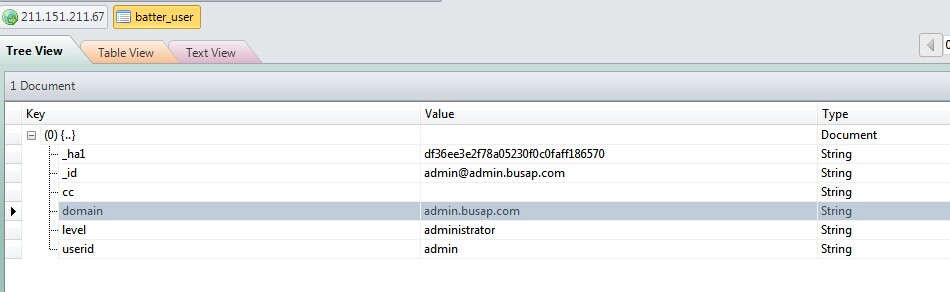 211.151.211.67 batter_user
Tree View Table View Text View
1 Document
Key Value Type
(0) {..} Document
_ha1 df36ee3e2f78a05230f0c0faff186570 String
_id admin@admin.busap.com String
cc String
domain admin.busap.com String
level administrator String
userid admin String